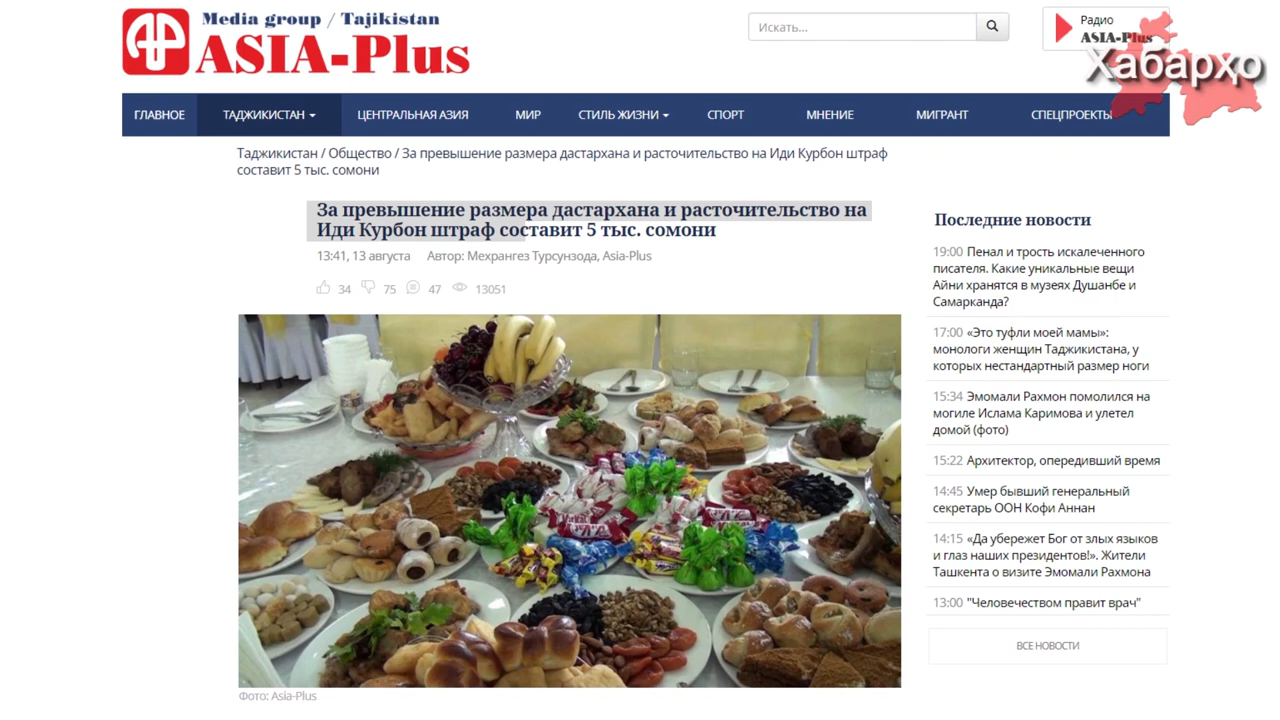 Media group / Tajikistan
ASIA-Plus
Искать...
Радио
ASIA-Plus
Хабарҳо
ГЛАВНОЕ ТАДЖИКИСТАН ЦЕНТРАЛЬНАЯ АЗИЯ МИР СТИЛЬ ЖИЗНИ СПОРТ МНЕНИЕ МИГРАНТ СПЕЦПРОЕКТЫ
Таджикистан / Общество / За превышение размера дастархана и расточительство на Иди Курбон штраф
составит 5 тыс. сомони
За превышение размера дастархана и расточительство на
Иди Курбон штраф составит 5 тыс. сомони
13:41, 13 августа Автор: Мехрангез Турсунзода, Asia-Plus
34 75 47 13051
Фото: Asia-Plus
Последние новости
19:00 Пенал и трость искалеченного
писателя. Какие уникальные вещи
Айни хранятся в музеях Душанбе и
Самарканда?
17:00 «Это туфли моей мамы»:
монологи женщин Таджикистана, у
которых нестандартный размер ноги
15:34 Эмомали Рахмон помолился на
могиле Ислама Каримова и улетел
домой (фото)
15:22 Архитектор, опередивший время
14:45 Умер бывший генеральный
секретарь ООН Кофи Аннан
14:15 «Да убережет Бог от злых языков
и глаз наших президентов!». Жители
Ташкента о визите Эмомали Рахмона
13:00 "Человечеством правит врач"
ВСЕ НОВОСТИ